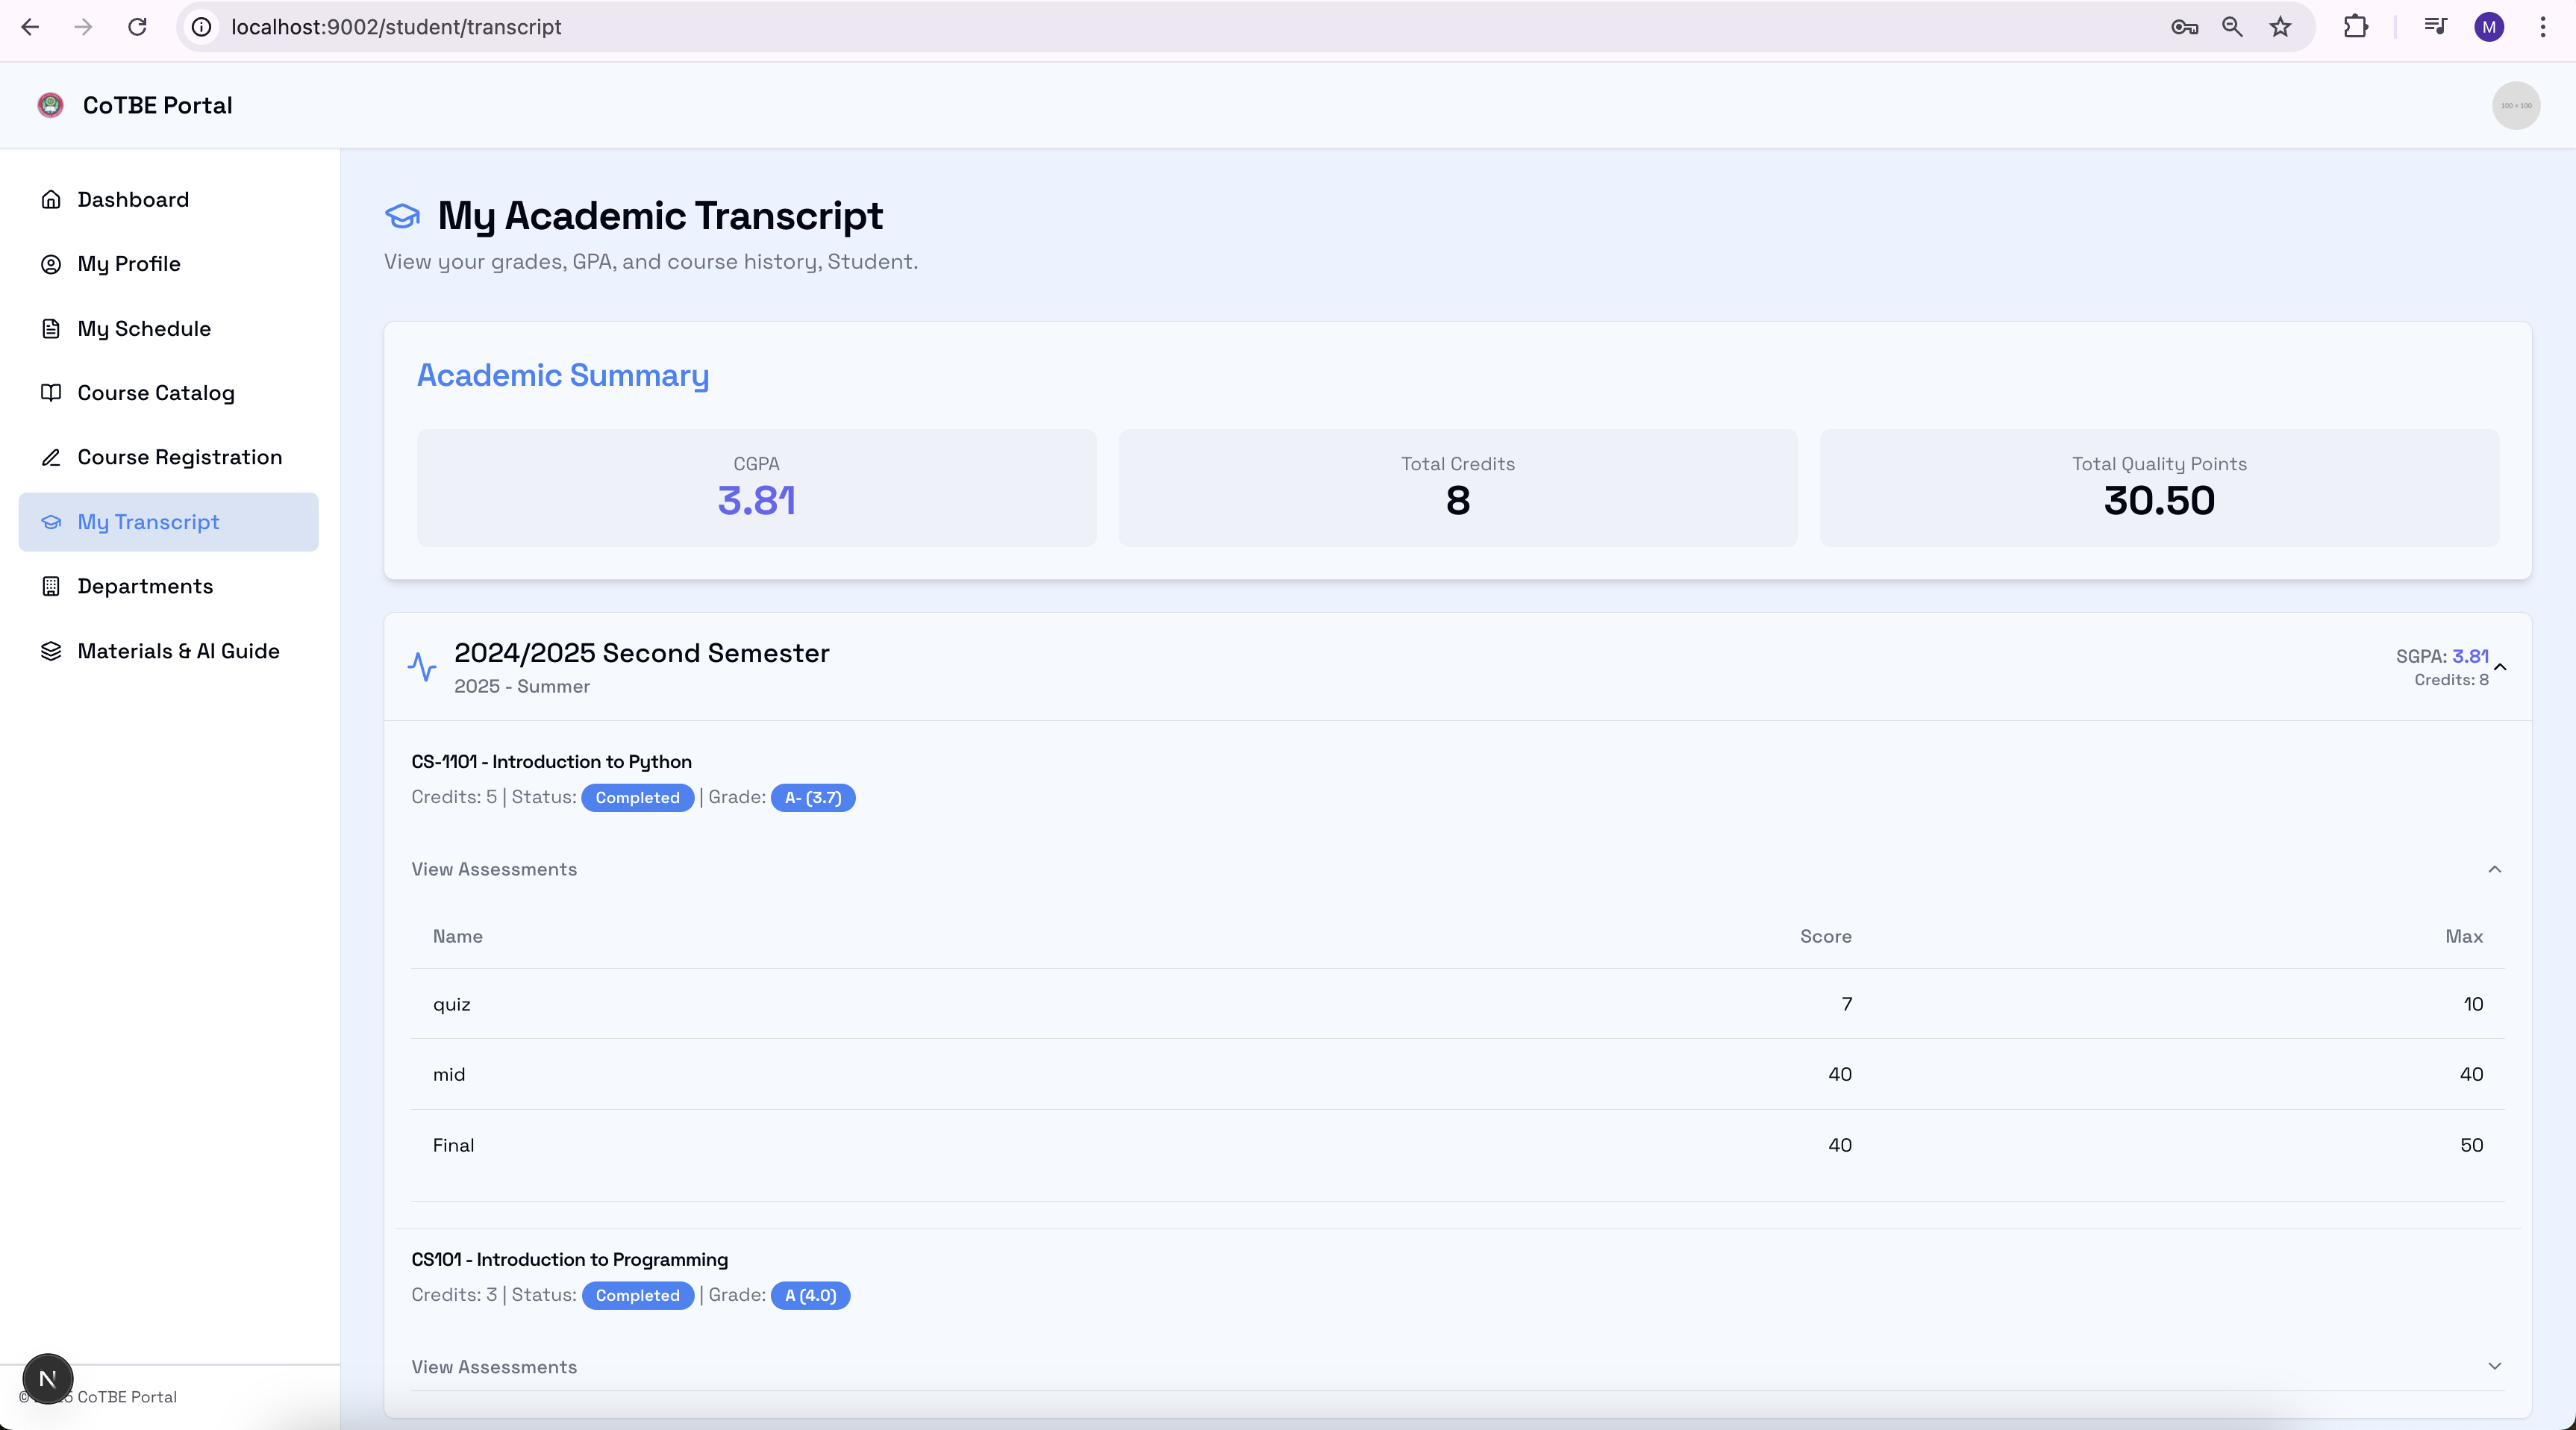 localhost:9002/student/transcript
M
CoTBE Portal
100 × 100
Dashboard
My Profile
My Schedule
Course Catalog
Course Registration
My Transcript
Departments
Materials & AI Guide
My Academic Transcript
View your grades, GPA, and course history, Student.
Academic Summary
CGPA
3.81
Total Credits
8
Total Quality Points
30.50
2024/2025 Second Semester
2025 - Summer
SGPA: 3.81
Credits: 8
CS-1101 - Introduction to Python
Credits: 5 | Status: Completed | Grade: A- (3.7)
View Assessments
Name Score Max
quiz 7 10
mid 40 40
Final 40 50
CS101 - Introduction to Programming
Credits: 3 | Status: Completed | Grade: A (4.0)
View Assessments
N
© CoTBE Portal